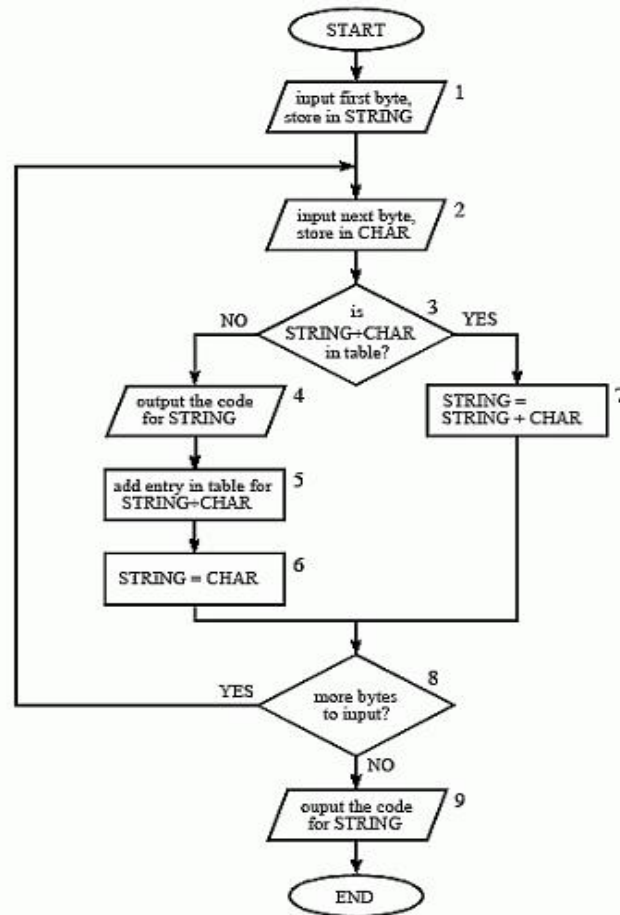 START
1
input first byte,
store in STRING
2
input next byte,
store in CHAR
3
is
STRING+CHAR
in table?
NO
YES
4
output the code
for STRING
7
STRING =
STRING + CHAR
5
add entry in table for
STRING+CHAR
6
STRING = CHAR
8
more bytes
to input?
YES
NO
9
ouput the code
for STRING
END